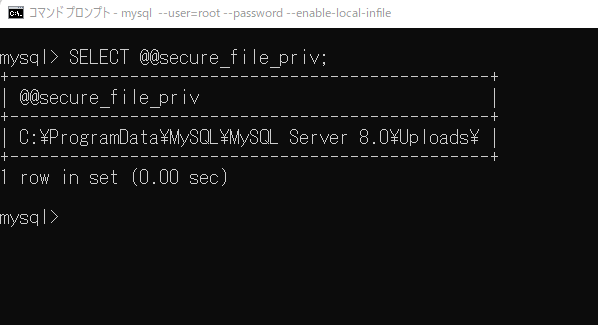 コマンドプロンプト - mysql  --user=root --password --enable-local-infile
mysql> SELECT @@secure_file_priv;
+------------------------------------------------+
| @@secure_file_priv                             |
+------------------------------------------------+
| C:¥ProgramData¥MySQL¥MySQL Server 8.0¥Uploads¥ |
+------------------------------------------------+
1 row in set (0.00 sec)
mysql>